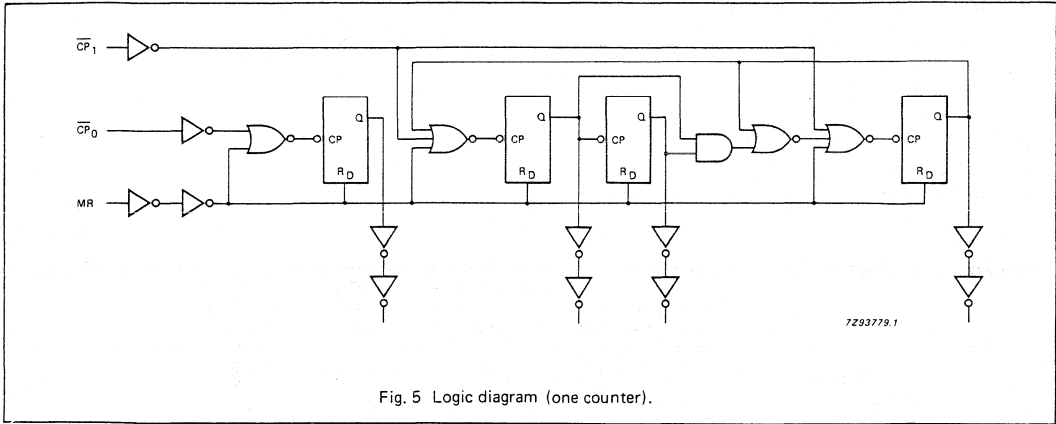 CP1
CP0
MR
CP
Q
RD
CP
Q
RD
CP
Q
RD
CP
Q
RD
7Z93779.1
Fig. 5 Logic diagram (one counter).